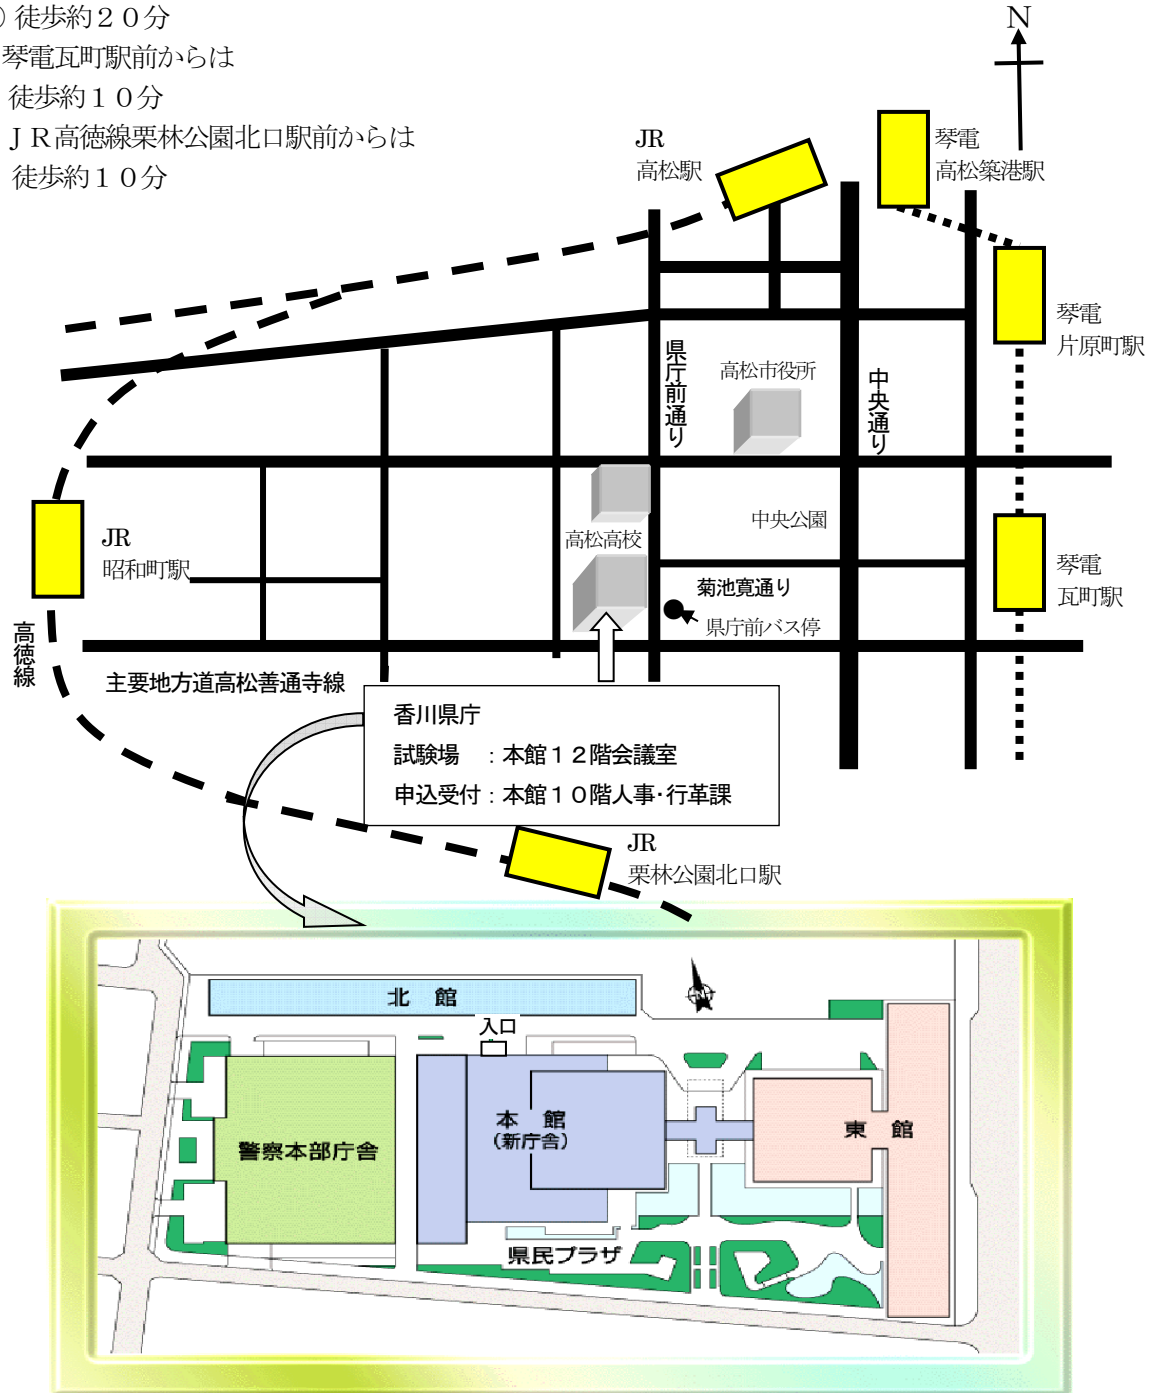 ) 徒歩約２０分
琴電瓦町駅前からは
徒歩約１０分
ＪＲ高徳線栗林公園北口駅前からは
徒歩約１０分
N
JR
高松駅
琴電
高松築港駅
琴電
片原町駅
県庁前通り
高松市役所
中央通り
JR
昭和町駅
高松高校
中央公園
菊池寛通り
県庁前バス停
琴電
瓦町駅
高徳線
主要地方道高松善通寺線
香川県庁
試験場　：本館１２階会議室
申込受付：本館１０階人事・行革課
JR
栗林公園北口駅
北　館
入口
本　館
(新庁舎)
東　館
警察本部庁舎
県民プラザ